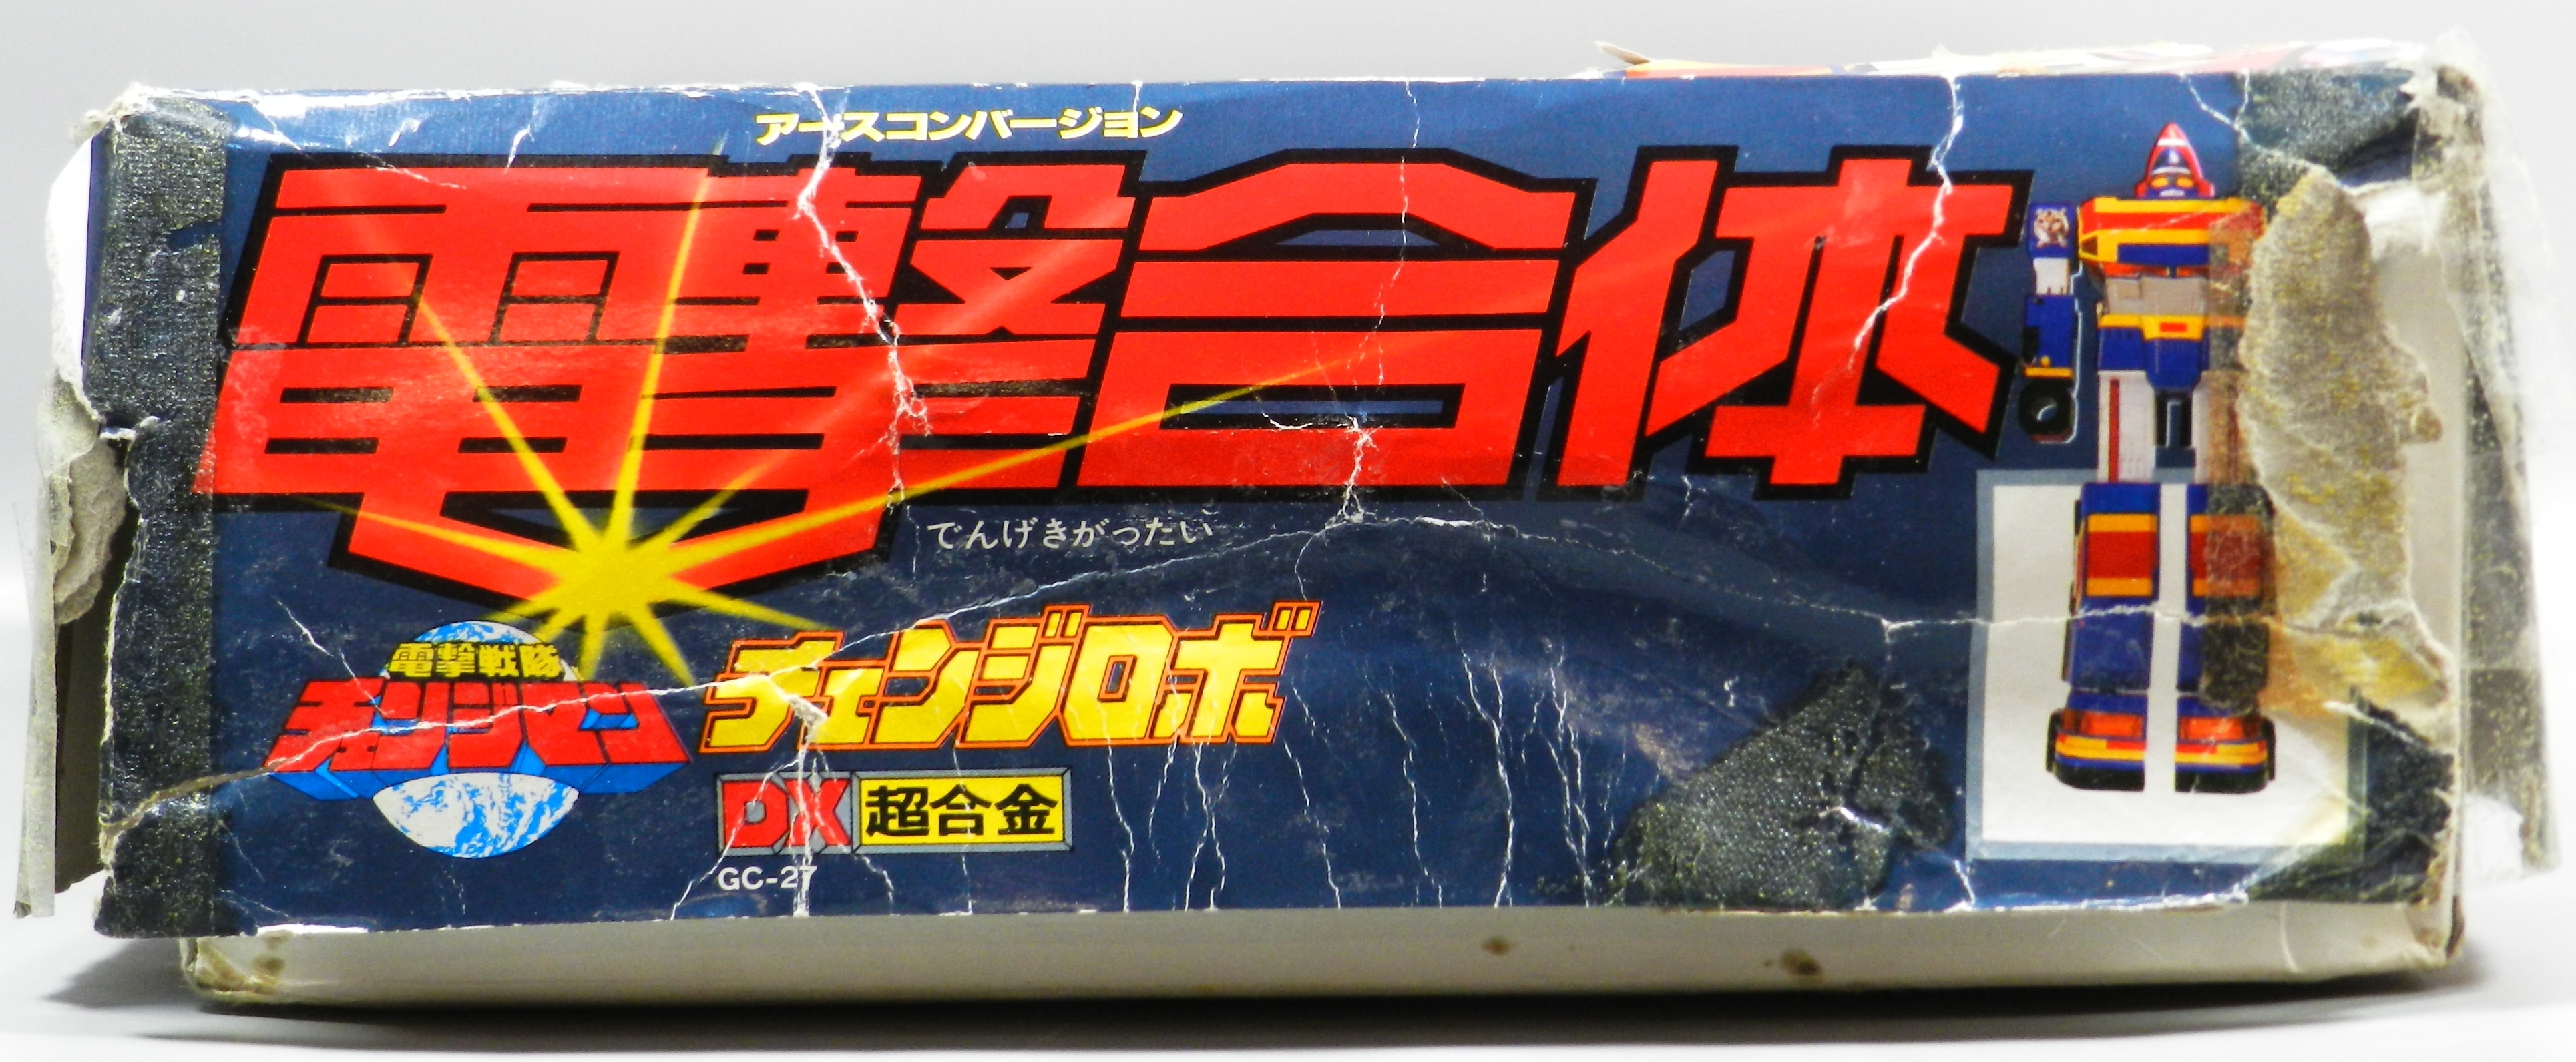 アースコンバージョン
電撃合体
でんげきがったい
電撃戦隊
チェンジマン
チェンジロボ
DX 超合金
GC-27